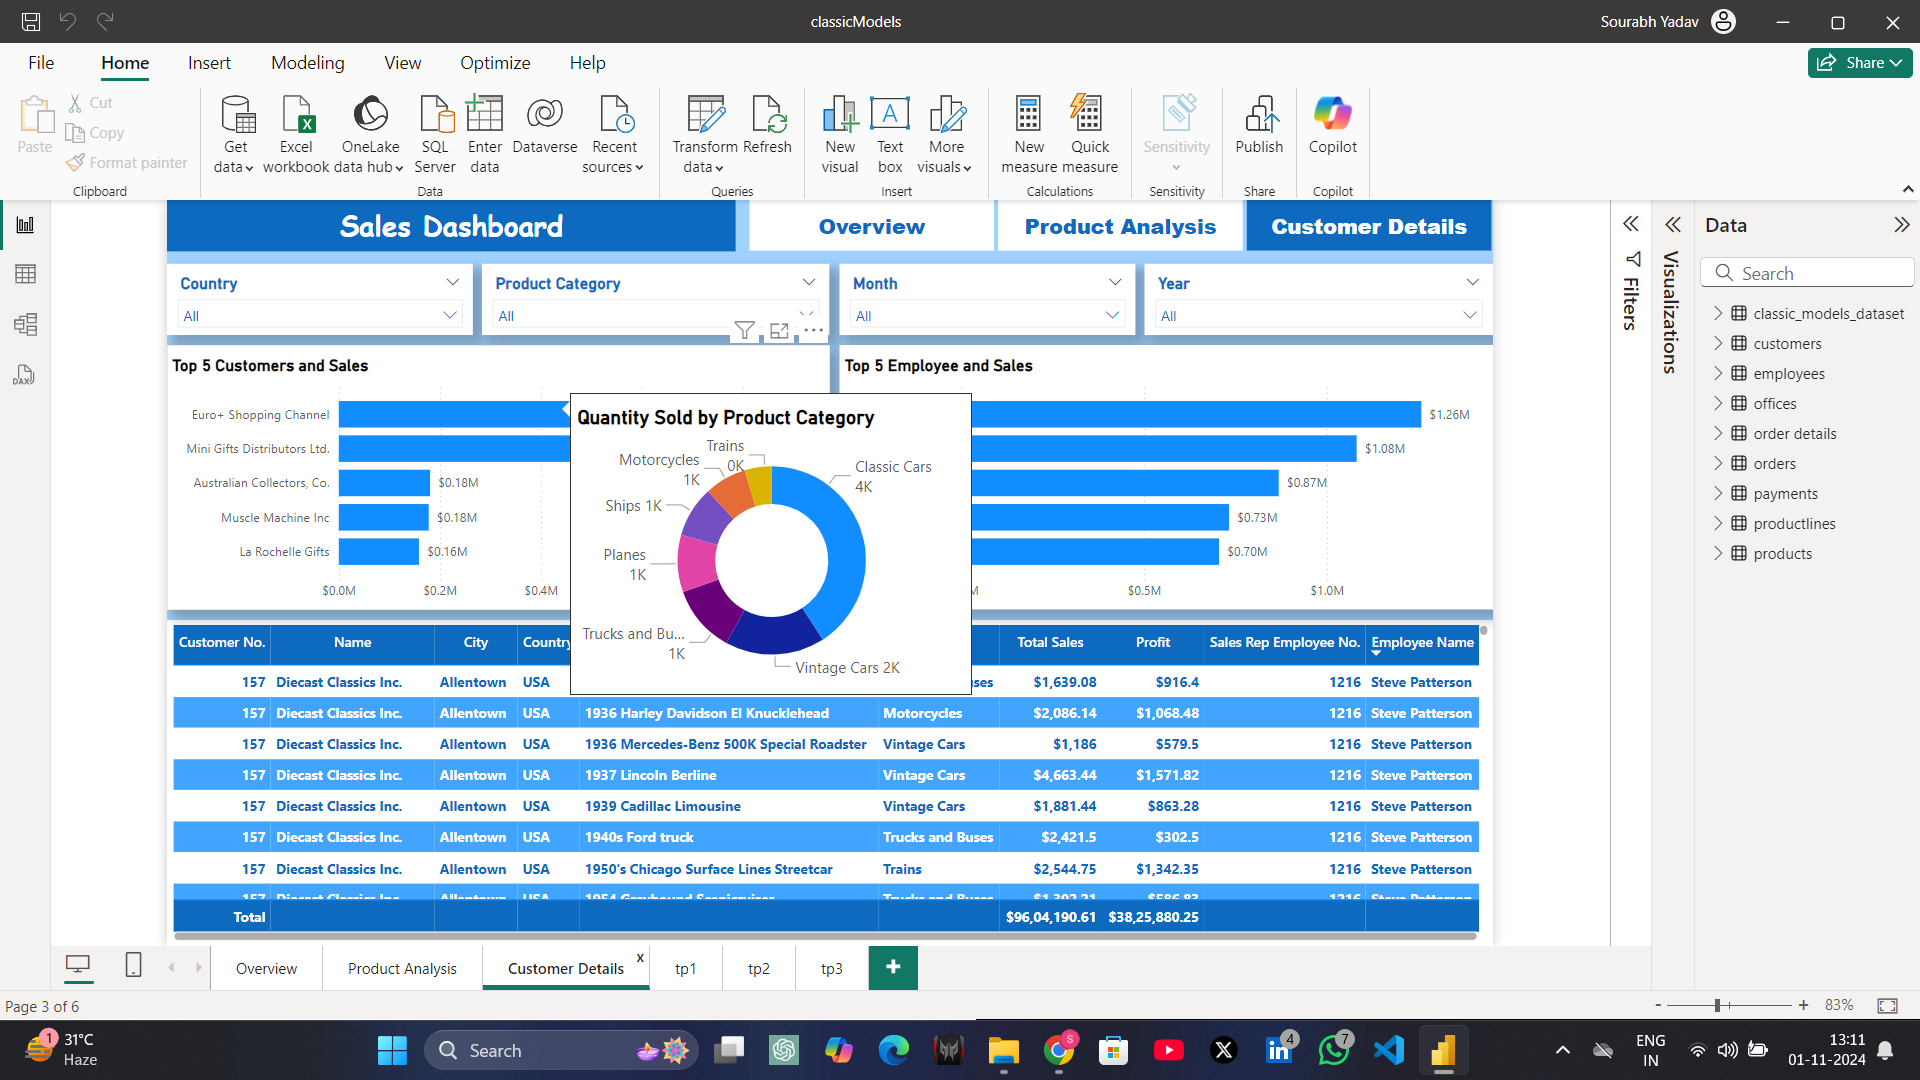 classicModels
Sourabh Yadav
File Home Insert Modeling View Optimize Help
Share
Paste
Cut
Copy
Format painter
Clipboard
Get data
Excel workbook
OneLake data hub
SQL Server
Enter data
Dataverse
Recent sources
Data
Transform data
Refresh
Queries
New visual
Text box
More visuals
Insert
New measure
Quick measure
Calculations
Sensitivity
Sensitivity
Publish
Share
Copilot
Copilot
Sales Dashboard
Overview
Product Analysis
Customer Details
Country
All
Product Category
All
Month
All
Year
All
Top 5 Customers and Sales
Euro+ Shopping Channel
Mini Gifts Distributors Ltd.
Australian Collectors, Co. $0.18M
Muscle Machine Inc $0.18M
La Rochelle Gifts $0.16M
$0.0M $0.2M $0.4M
Quantity Sold by Product Category
Trains
0K
Motorcycles
1K
Classic Cars
4K
Ships 1K
Planes
1K
Trucks and Bu...
1K
Vintage Cars 2K
Top 5 Employee and Sales
$1.26M
$1.08M
$0.87M
$0.73M
$0.70M
$0.5M $1.0M
Customer No. Name City Country Total Sales Profit Sales Rep Employee No. Employee Name
157 Diecast Classics Inc. Allentown USA ses $1,639.08 $916.4 1216 Steve Patterson
157 Diecast Classics Inc. Allentown USA 1936 Harley Davidson El Knucklehead Motorcycles $2,086.14 $1,068.48 1216 Steve Patterson
157 Diecast Classics Inc. Allentown USA 1936 Mercedes-Benz 500K Special Roadster Vintage Cars $1,186 $579.5 1216 Steve Patterson
157 Diecast Classics Inc. Allentown USA 1937 Lincoln Berline Vintage Cars $4,663.44 $1,571.82 1216 Steve Patterson
157 Diecast Classics Inc. Allentown USA 1939 Cadillac Limousine Vintage Cars $1,881.44 $863.28 1216 Steve Patterson
157 Diecast Classics Inc. Allentown USA 1940s Ford truck Trucks and Buses $2,421.5 $302.5 1216 Steve Patterson
157 Diecast Classics Inc. Allentown USA 1950's Chicago Surface Lines Streetcar Trains $2,544.75 $1,342.35 1216 Steve Patterson
Total $96,04,190.61 $38,25,880.25
Filters
Visualizations
Data
Search
classic_models_dataset
customers
employees
offices
order details
orders
payments
productlines
products
DAX
Overview Product Analysis Customer Details x tp1 tp2 tp3 +
Page 3 of 6
- + 83%
1
31°C
Haze
Search
S
4
7
ENG
IN
13:11
01-11-2024